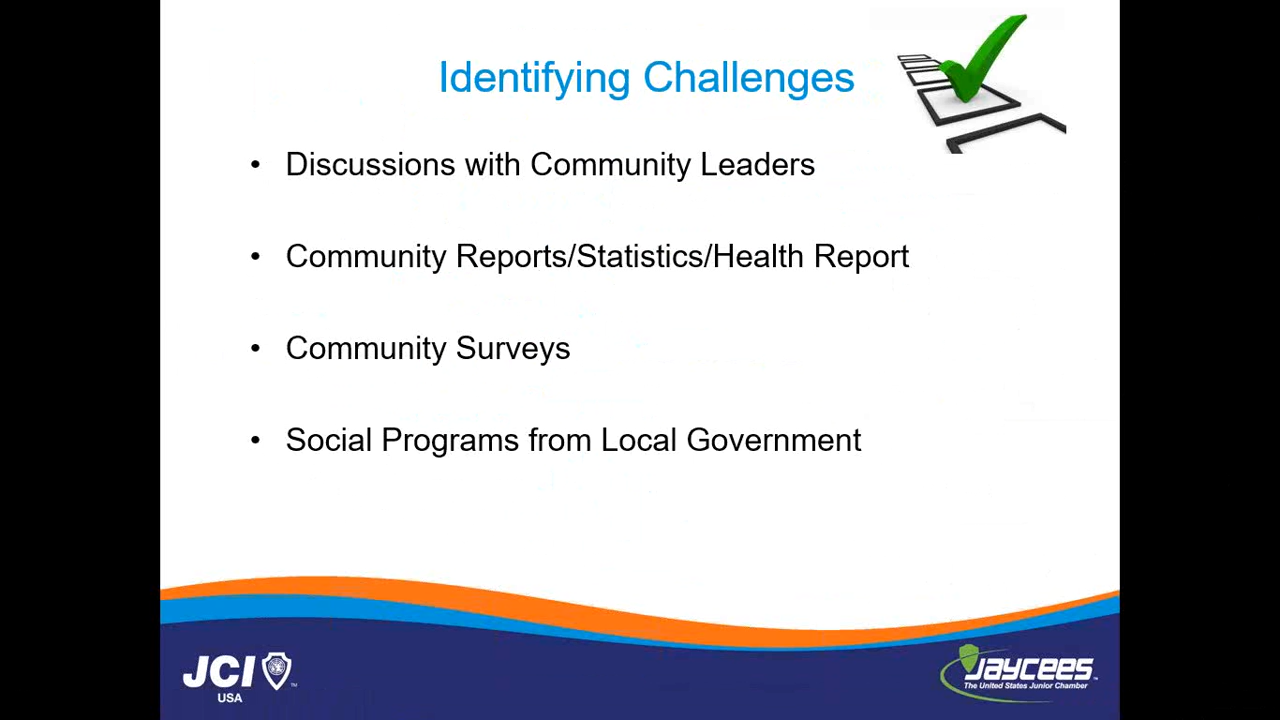 Identifying Challenges
• Discussions with Community Leaders
• Community Reports/Statistics/Health Report
• Community Surveys
• Social Programs from Local Government
JCI
USA
Jaycees
The United States Junior Chamber